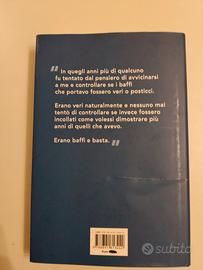 In quegli anni più di qualcuno
fu tentato dal pensiero di avvicinarsi
a me e controllare se i baffi
che portavo fossero veri o posticci.
Erano veri naturalmente e nessuno mai
tentò di controllare se invece fossero
incollati come volessi dimostrare più
anni di quelli che avevo.
Erano baffi e basta.
subito